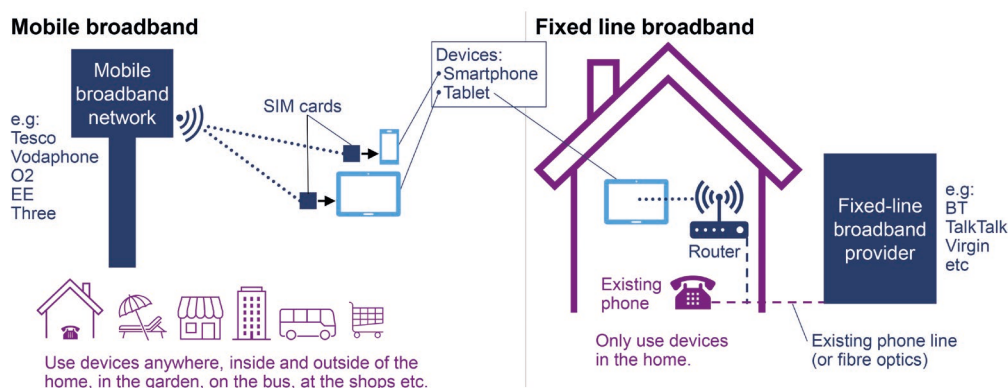 Mobile broadband
Mobile
broadband
network
e.g:
Tesco
Vodaphone
O2
EE
Three
SIM cards
Devices:
Smartphone
Tablet
Use devices anywhere, inside and outside of the
home, in the garden, on the bus, at the shops etc.
Fixed line broadband
Router
Existing
phone
Only use devices
in the home.
Fixed-line
broadband
provider
e.g:
BT
TalkTalk
Virgin
etc
Existing phone line
(or fibre optics)